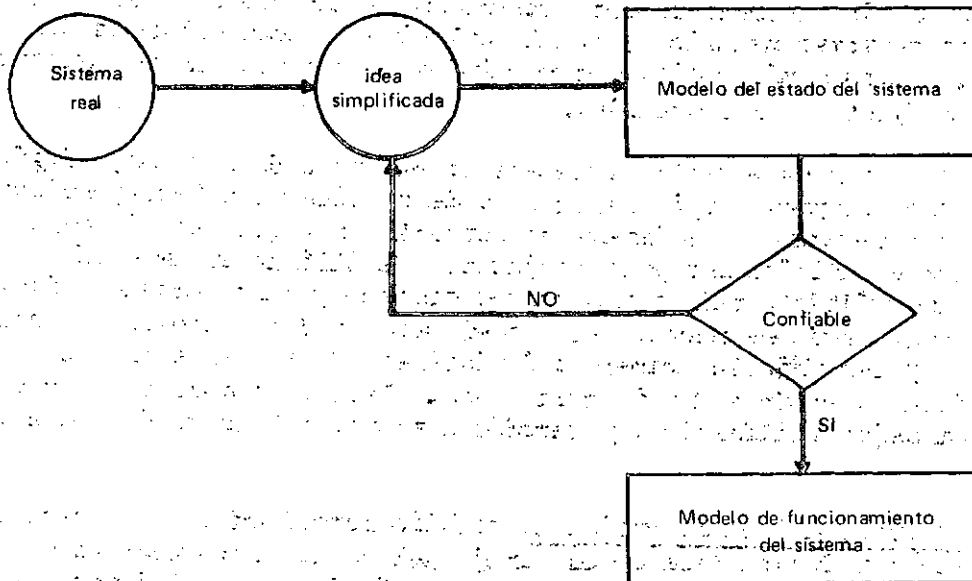 Sistema
real
idea
simplificada
Modelo del estado del sistema
NO
Confiable
SI
Modelo de funcionamiento
del sistema